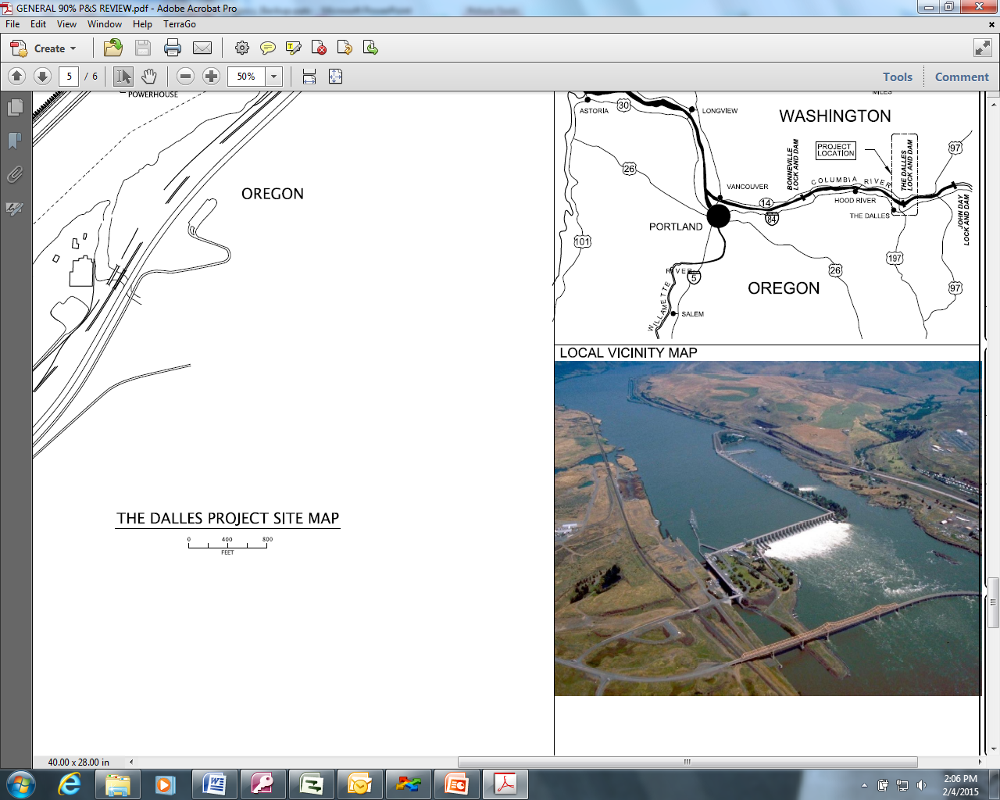 GENERAL 90% P&S REVIEW.pdf - Adobe Acrobat Pro
File Edit View Window Help TerraGo
Create
5 / 6
50%
Tools
Comment
POWERHOUSE
OREGON
THE DALLES PROJECT SITE MAP
0 400 800
FEET
MILES
ASTORIA
30
LONGVIEW
WASHINGTON
PROJECT
LOCATION
BONNEVILLE
LOCK AND DAM
THE DALLES
LOCK AND DAM
97
26
COLUMBIA RIVER
VANCOUVER
14
HOOD RIVER
THE DALLES
84
JOHN DAY
LOCK AND DAM
PORTLAND
101
197
26
RIVER
5
WILLAMETTE
OREGON
97
SALEM
LOCAL VICINITY MAP
40.00 x 28.00 in
2:06 PM
2/4/2015